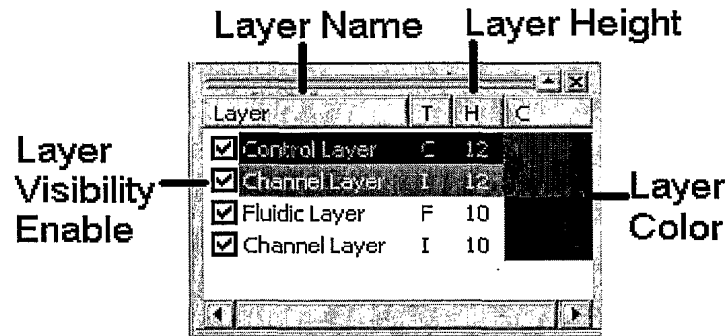 Layer Name Layer Height
Layer T H C
Control Layer C 12
Channel Layer I 12
Fluidic Layer F 10
Channel Layer I 10
Layer
Visibility
Enable
Layer
Color